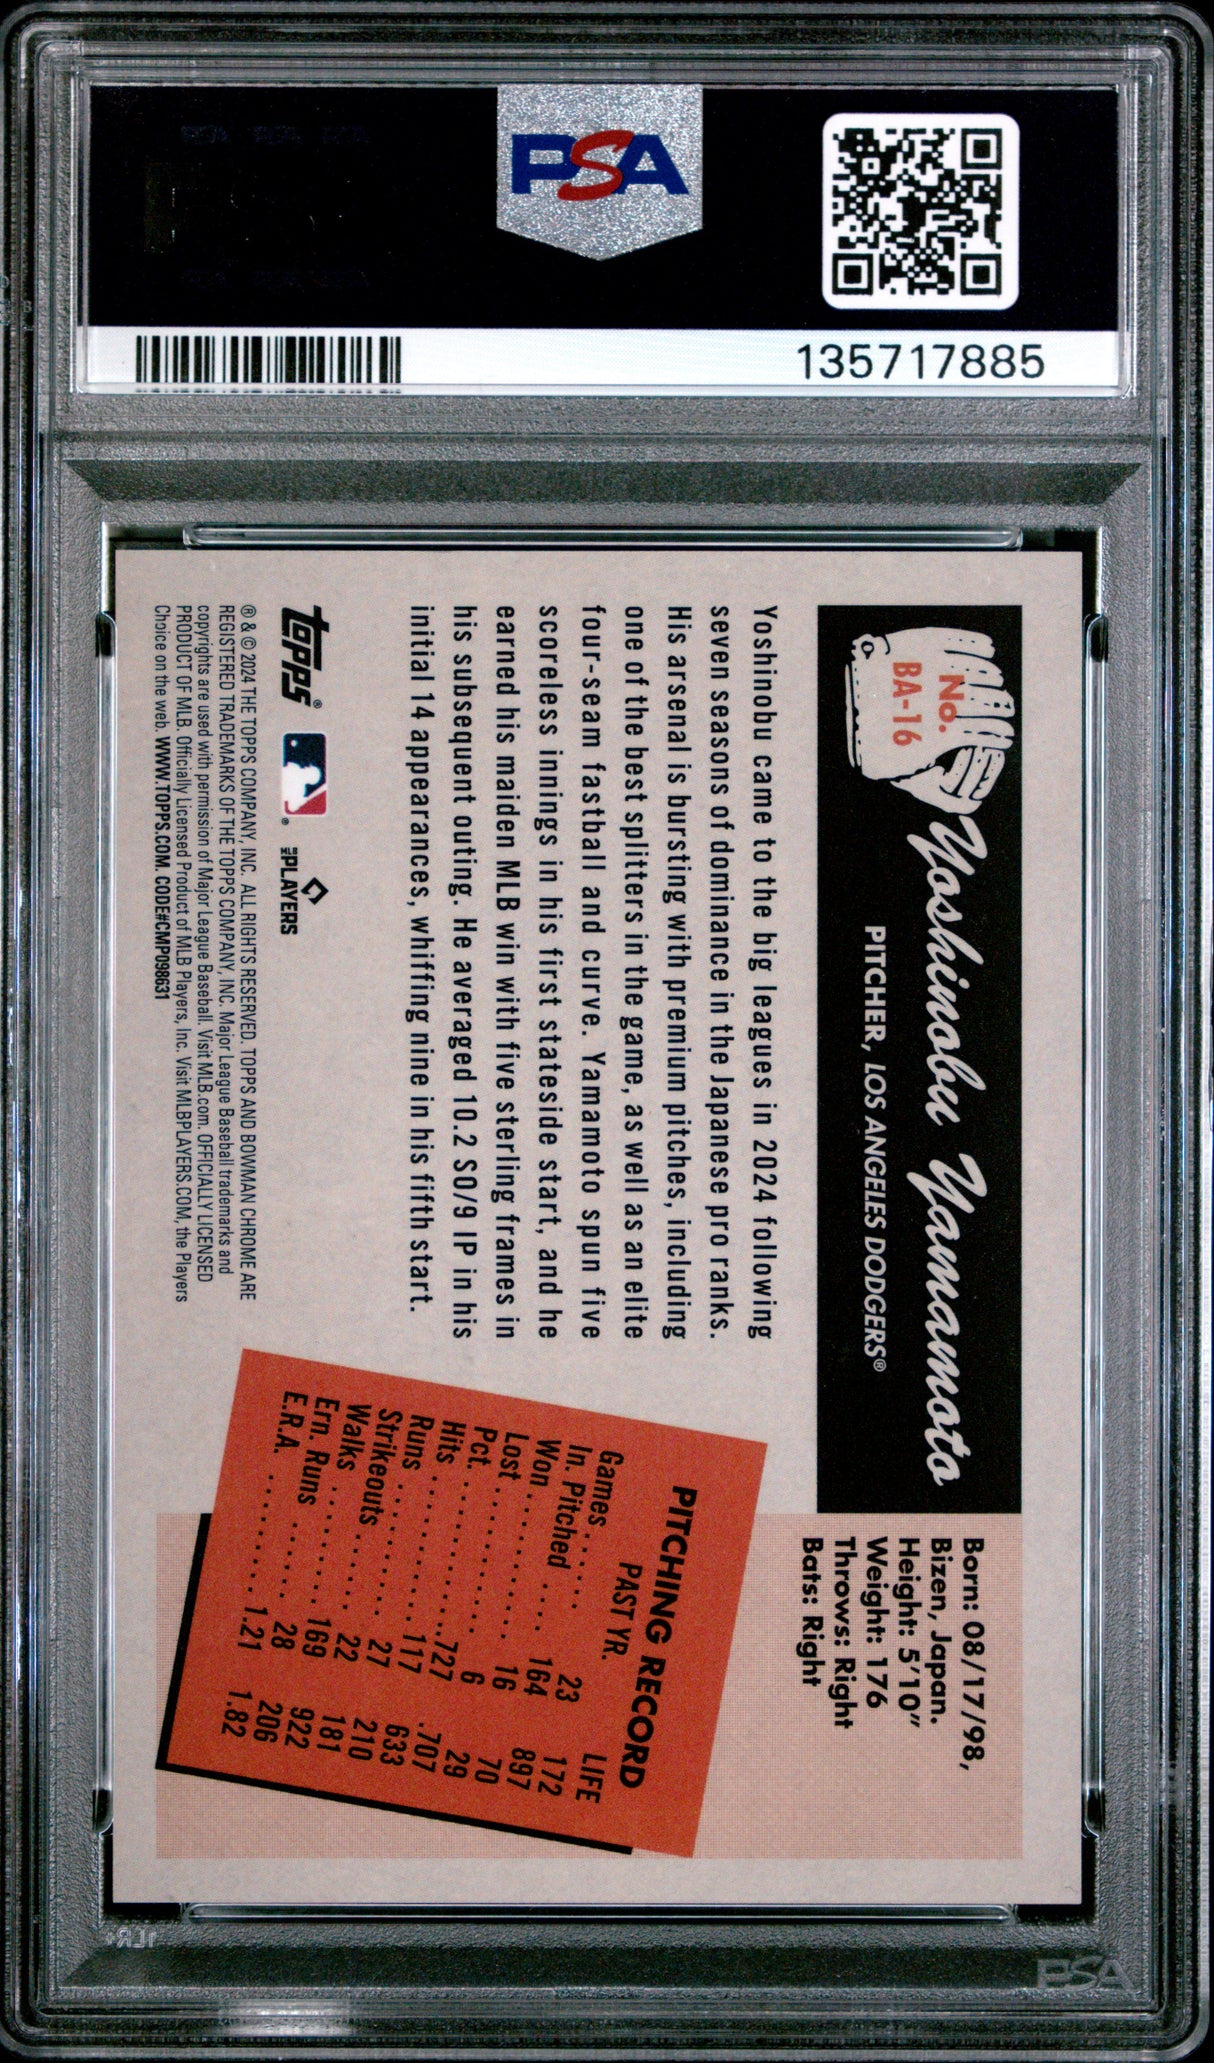 PSA
135717885
No.
BA-16
Yoshinobu Yamamoto
PITCHER, LOS ANGELES DODGERS®
Born: 08/17/98,
Bizen, Japan.
Height: 5'10"
Weight: 176
Throws: Right
Bats: Right
Yoshinobu came to the big leagues in 2024 following
seven seasons of dominance in the Japanese pro ranks.
His arsenal is bursting with premium pitches, including
one of the best splitters in the game, as well as an elite
four-seam fastball and curve. Yamamoto spun five
scoreless innings in his first stateside start, and he
earned his maiden MLB win with five sterling frames in
his subsequent outing. He averaged 10.2 SO/9 IP in his
initial 14 appearances, whiffing nine in his fifth start.
PITCHING RECORD
PAST YR. LIFE
Games ...... 23 172
In. Pitched .... 164 897
Won .......... 16 70
Lost .......... 6 29
Pct. ............ .727 .707
Hits ........... 117 633
Runs .......... 27 210
Strikeouts ...... 22 181
Walks ......... 169 922
Ern. Runs ...... 28 206
E.R.A. .......... 1.21 1.82
topps®
® MLB PLAYERS
® & © 2024 THE TOPPS COMPANY, INC. ALL RIGHTS RESERVED. TOPPS AND BOWMAN CHROME ARE
REGISTERED TRADEMARKS OF THE TOPPS COMPANY, INC. Major League Baseball trademarks and
copyrights are used with permission of Major League Baseball. Visit MLB.com. OFFICIALLY LICENSED
PRODUCT OF MLB. Officially Licensed Product of MLB Players, Inc. Visit MLBPLAYERS.COM, the Players
Choice on the web. WWW.TOPPS.COM. CODE#CMP098631
PSA